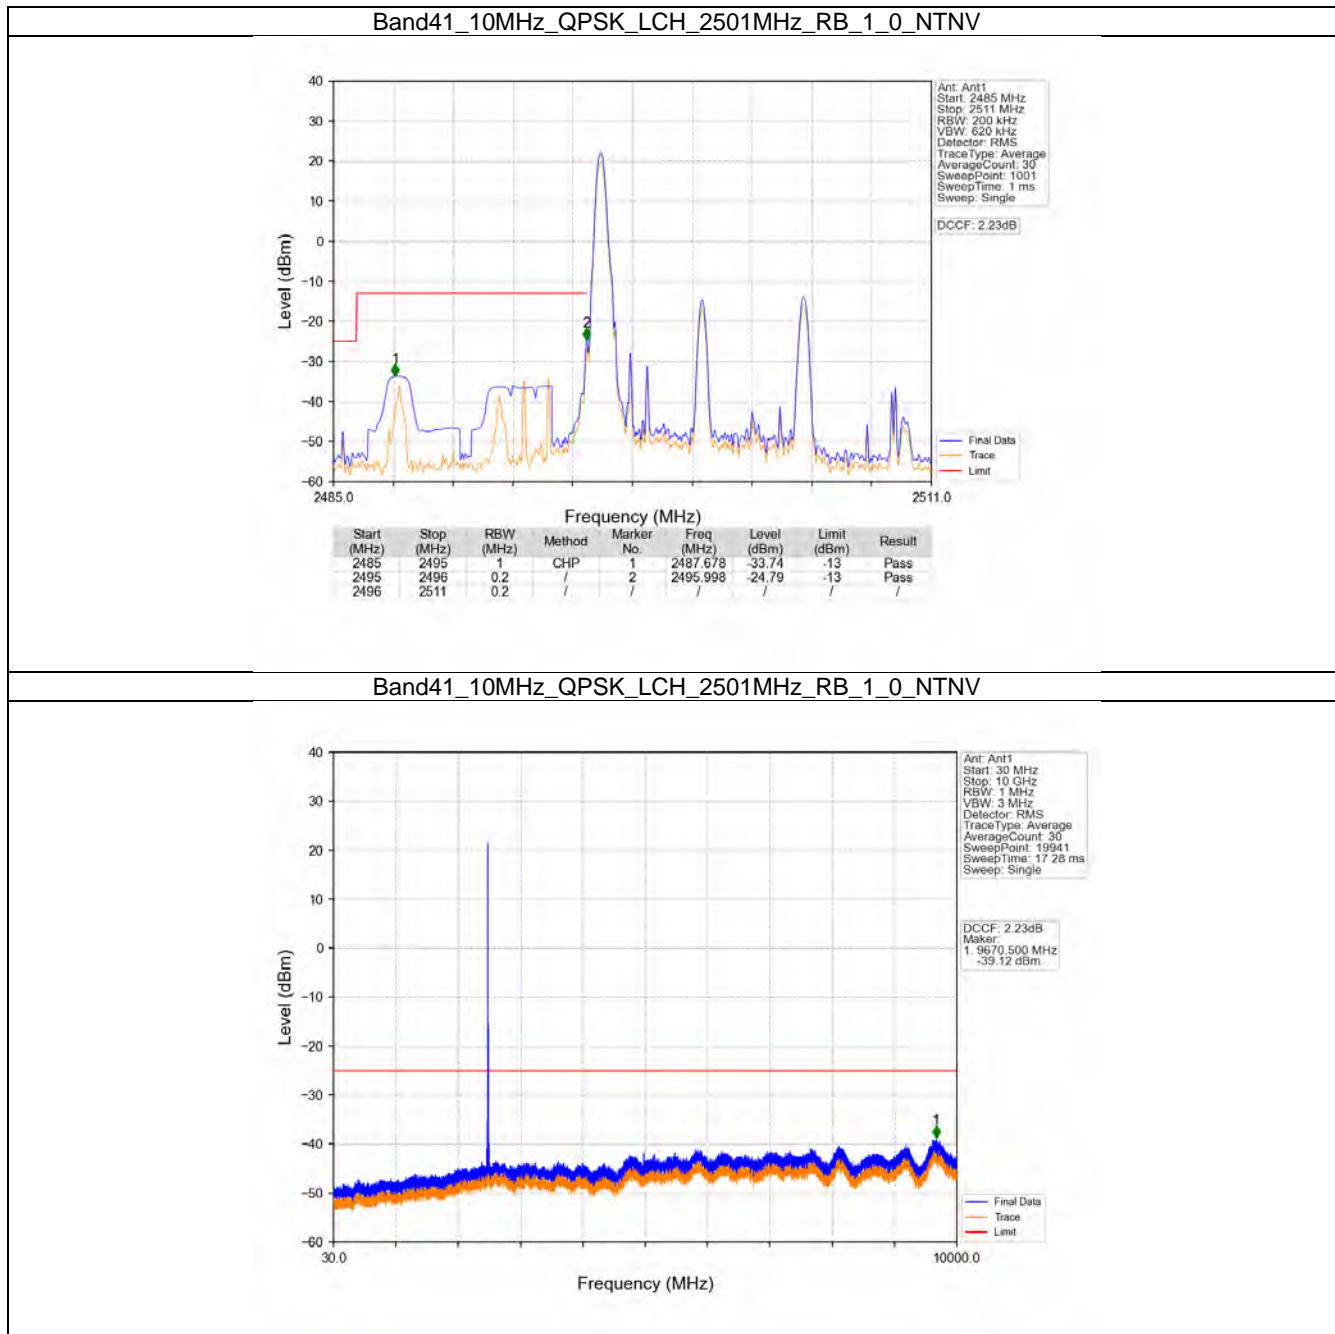 Band41_10MHz_QPSK_LCH_2501MHz_RB_1_0_NTNV
40
30
20
10
0
−10
−20
−30
−40
−50
−60
Level (dBm)
1
2
2485.0
2511.0
Frequency (MHz)
Ant: Ant1
Start: 2485 MHz
Stop: 2511 MHz
RBW: 200 kHz
VBW: 620 kHz
Detector: RMS
TraceType: Average
AverageCount: 30
SweepPoint: 1001
SweepTime: 1 ms
Sweep: Single
DCCF: 2.23dB
Final Data
Trace
Limit
Start (MHz) Stop (MHz) RBW (MHz) Method Marker No. Freq (MHz) Level (dBm) Limit (dBm) Result
2485 2495 1 CHP 1 2487.678 -33.74 -13 Pass
2495 2496 0.2 / 2 2495.998 -24.79 -13 Pass
2496 2511 0.2 / / / / / /
Band41_10MHz_QPSK_LCH_2501MHz_RB_1_0_NTNV
40
30
20
10
0
−10
−20
−30
−40
−50
−60
Level (dBm)
1
30.0
10000.0
Frequency (MHz)
Ant: Ant1
Start: 30 MHz
Stop: 10 GHz
RBW: 1 MHz
VBW: 3 MHz
Detector: RMS
TraceType: Average
AverageCount: 30
SweepPoint: 19941
SweepTime: 17.28 ms
Sweep: Single
DCCF: 2.23dB
Maker:
1. 9670.500 MHz
-39.12 dBm
Final Data
Trace
Limit